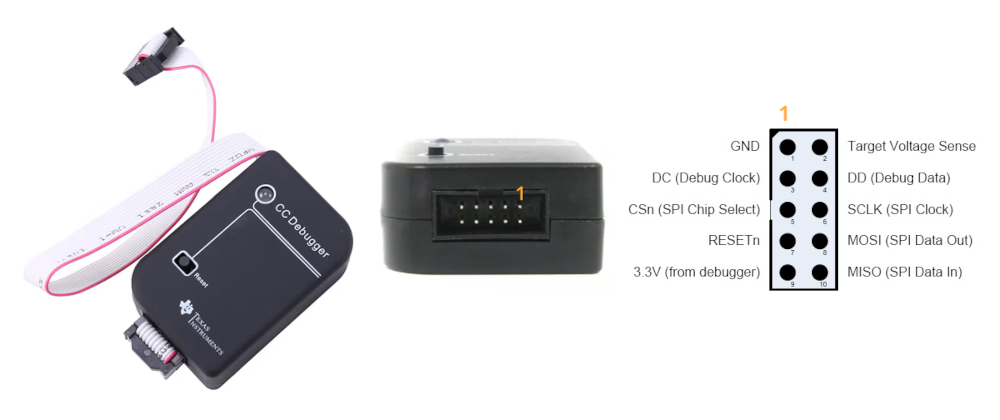 CC Debugger
Reset
TEXAS
INSTRUMENTS
1
1
GND
1
2
Target Voltage Sense
DC (Debug Clock)
3
4
DD (Debug Data)
CSn (SPI Chip Select)
5
6
SCLK (SPI Clock)
RESETn
7
8
MOSI (SPI Data Out)
3.3V (from debugger)
9
10
MISO (SPI Data In)